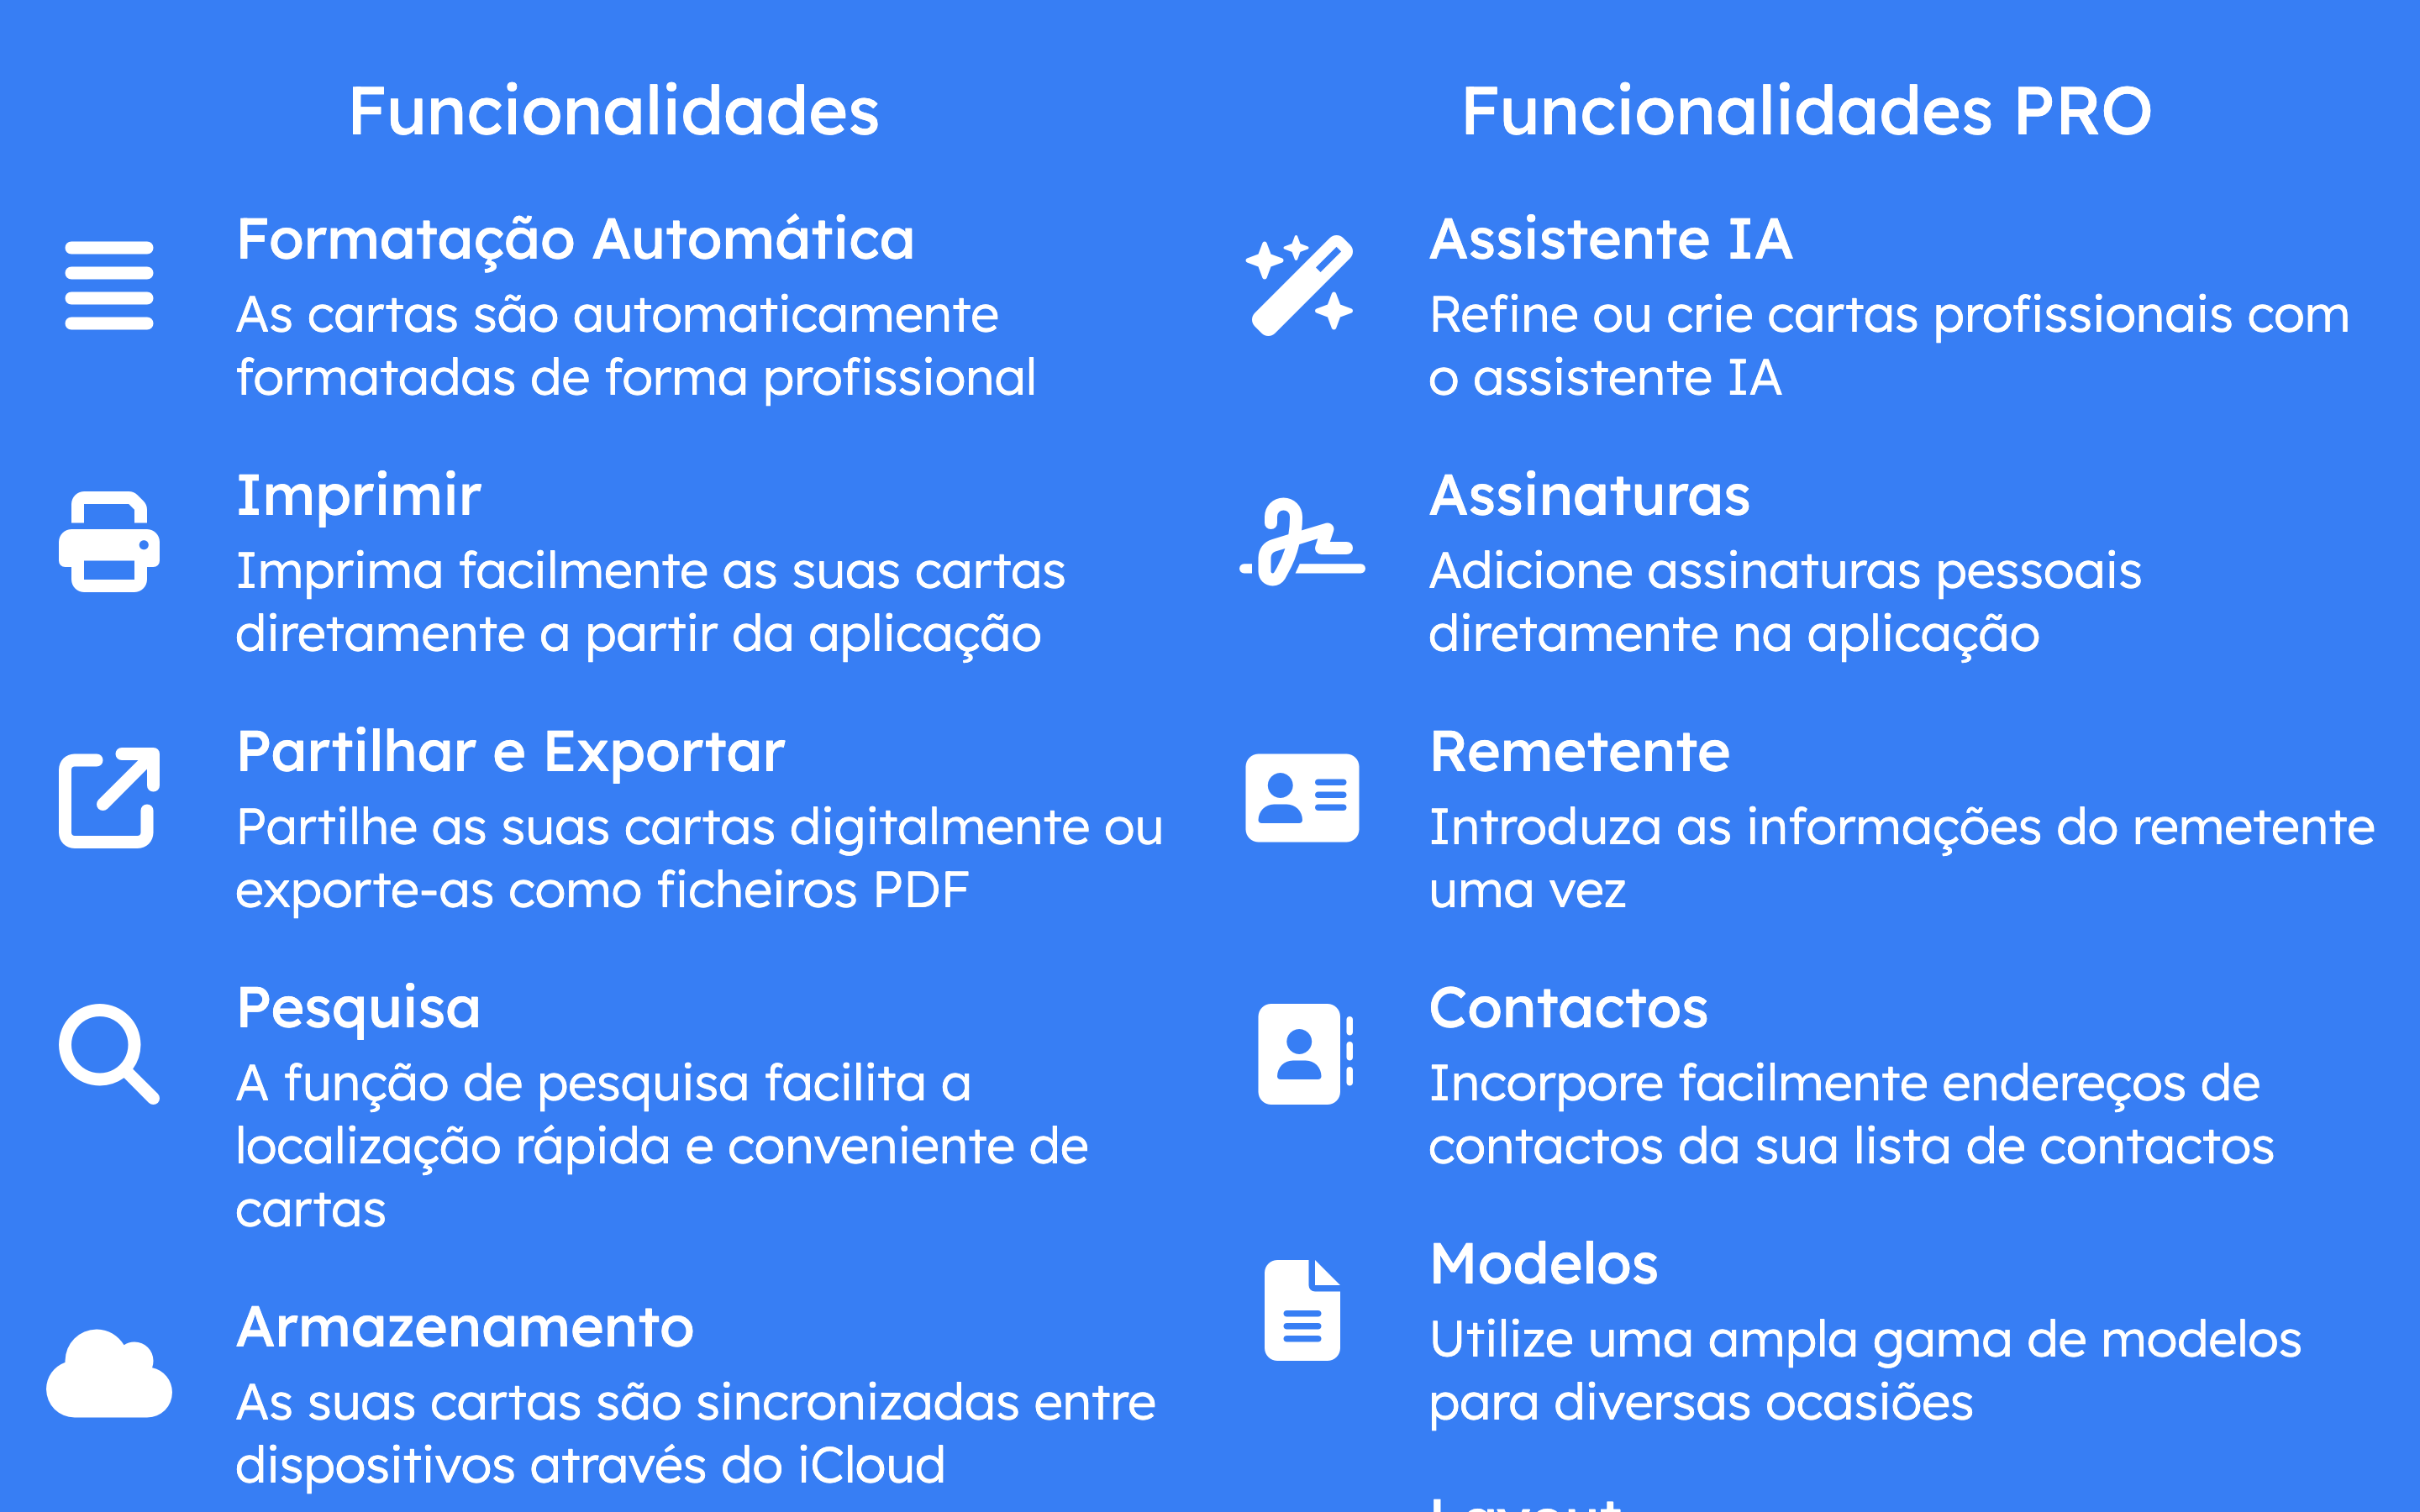 Funcionalidades
Formatação Automática
As cartas são automaticamente
formatadas de forma profissional
Imprimir
Imprima facilmente as suas cartas
diretamente a partir da aplicação
Partilhar e Exportar
Partilhe as suas cartas digitalmente ou
exporte-as como ficheiros PDF
Pesquisa
A função de pesquisa facilita a
localização rápida e conveniente de
cartas
Armazenamento
As suas cartas são sincronizadas entre
dispositivos através do iCloud
Funcionalidades PRO
Assistente IA
Refine ou crie cartas profissionais com
o assistente IA
Assinaturas
Adicione assinaturas pessoais
diretamente na aplicação
Remetente
Introduza as informações do remetente
uma vez
Contactos
Incorpore facilmente endereços de
contactos da sua lista de contactos
Modelos
Utilize uma ampla gama de modelos
para diversas ocasiões